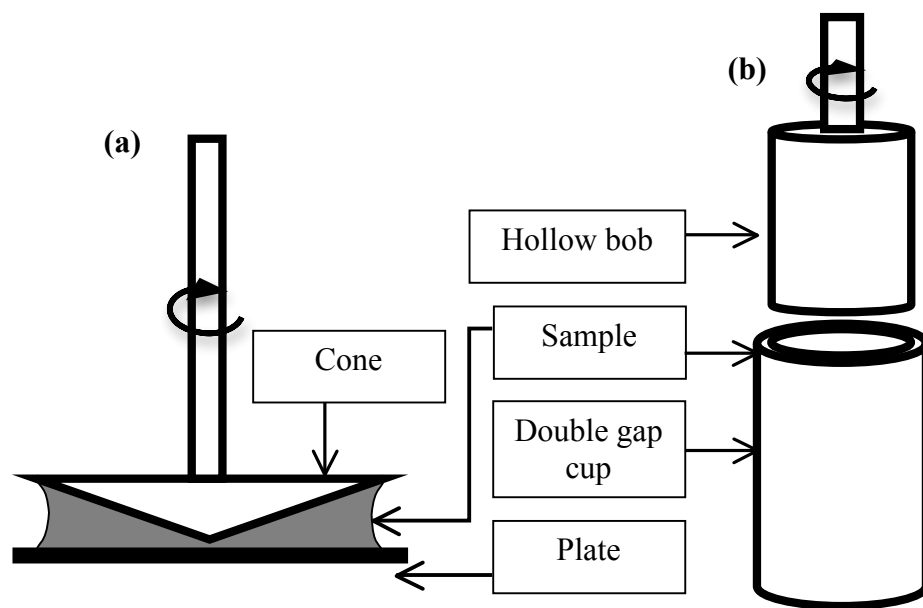 (a)
(b)
Hollow bob
Sample
Cone
Double gap
cup
Plate